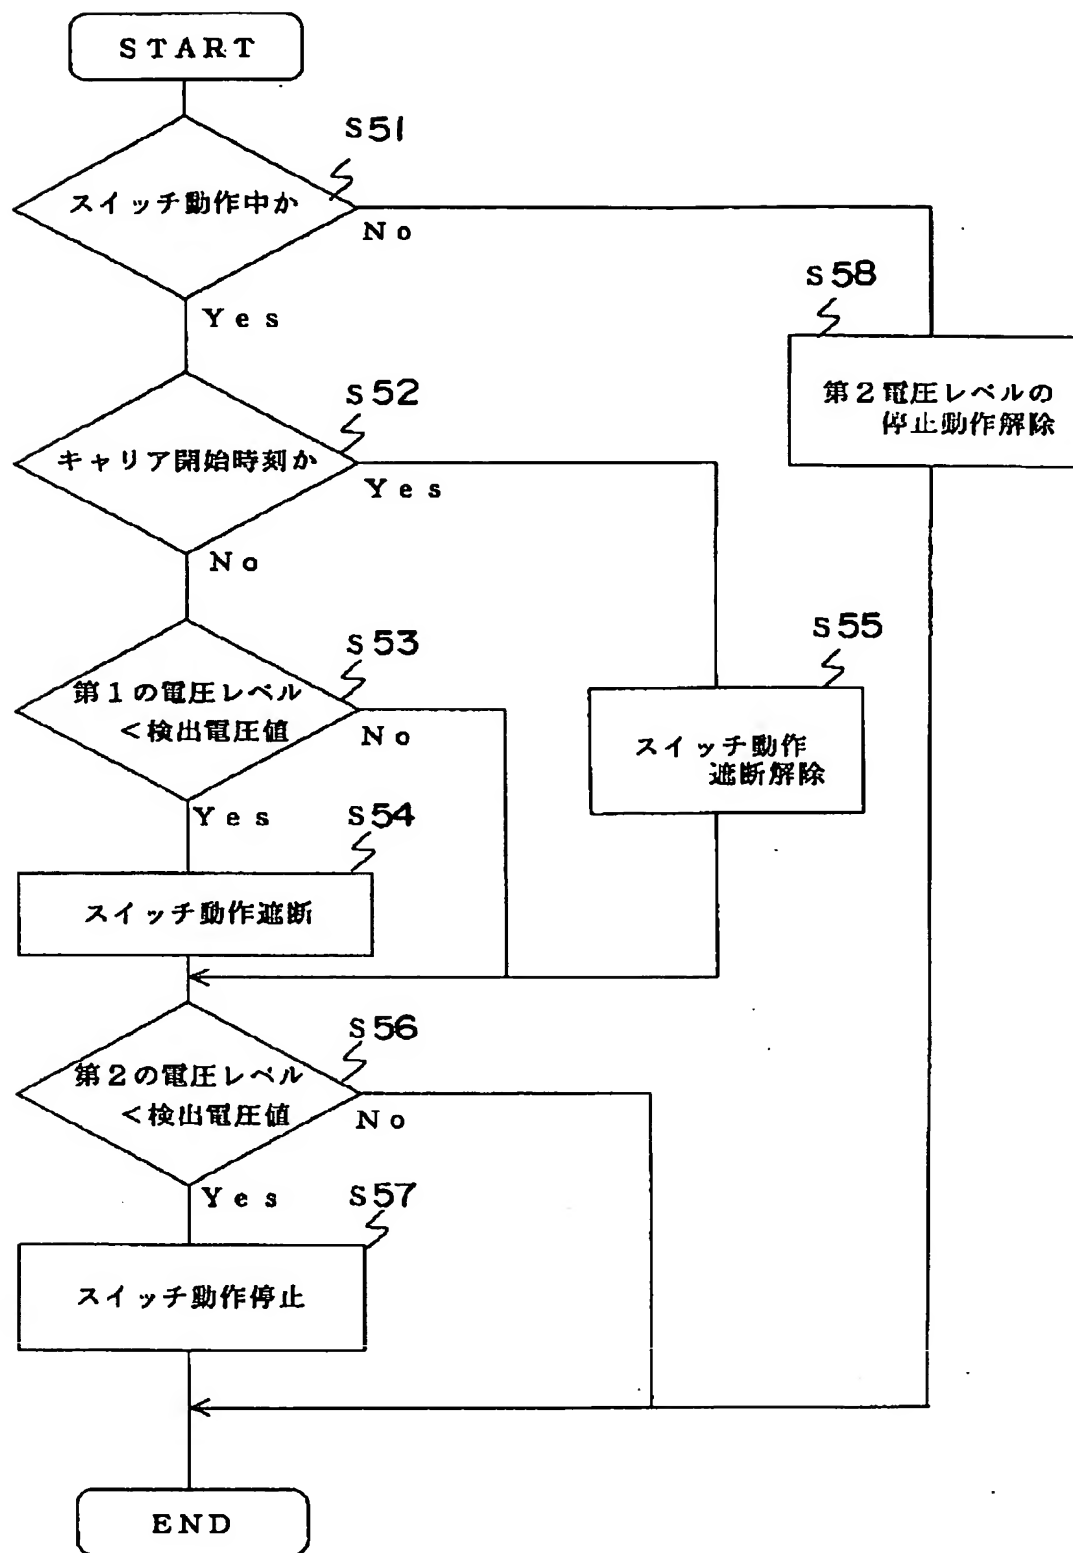 START
S51
スイッチ動作中か
No
Yes
S58
第2電圧レベルの
停止動作解除
S52
キャリア開始時刻か
Yes
No
S53
第1の電圧レベル
<検出電圧値
No
Yes
S55
スイッチ動作
遮断解除
S54
スイッチ動作遮断
S56
第2の電圧レベル
<検出電圧値
No
Yes
S57
スイッチ動作停止
END